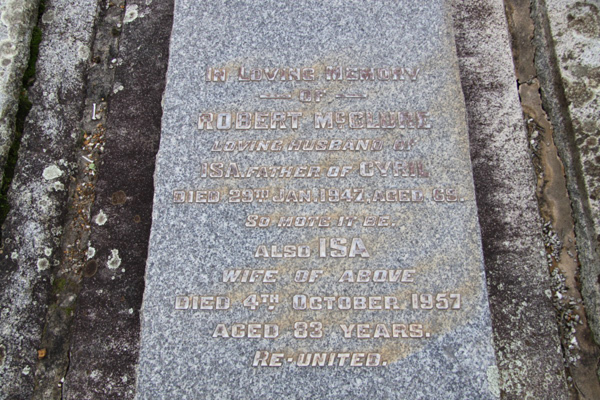 IN LOVING MEMORY
OF
ROBERT McCLURE
LOVING HUSBAND OF
ISA. FATHER OF CYRIL
DIED 29TH JAN. 1947, AGED 65.
SO MOTE IT BE.
ALSO ISA
WIFE OF ABOVE
DIED 4TH OCTOBER 1957
AGED 83 YEARS.
RE-UNITED.